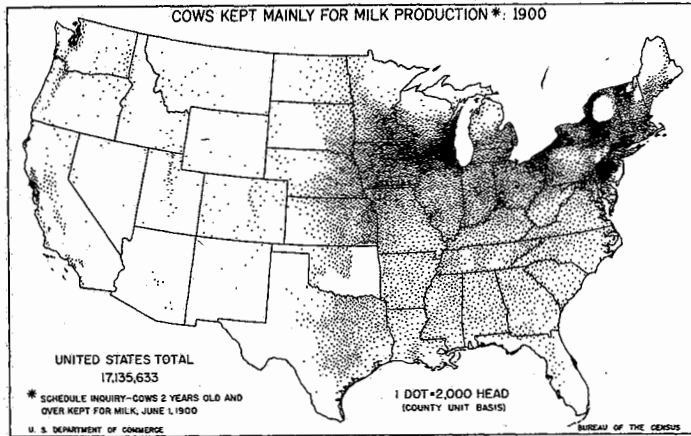 COWS KEPT MAINLY FOR MILK PRODUCTION *: 1900
UNITED STATES TOTAL
17,135,633
* SCHEDULE INQUIRY-COWS 2 YEARS OLD AND
OVER KEPT FOR MILK, JUNE 1, 1900
1 DOT=2,000 HEAD
(COUNTY UNIT BASIS)
U. S. DEPARTMENT OF COMMERCE
BUREAU OF THE CENSUS